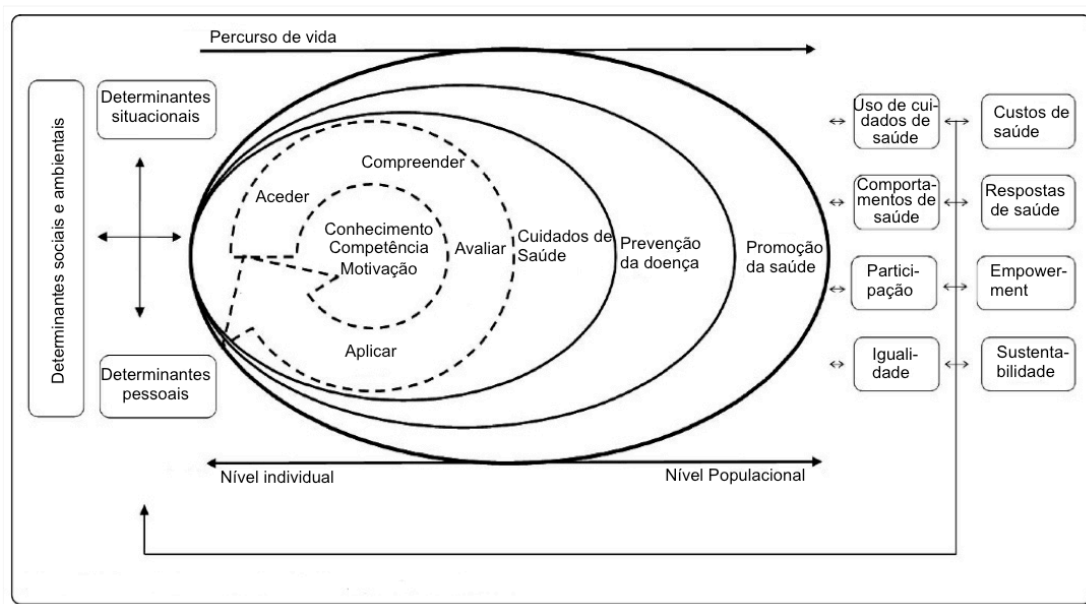 Percurso de vida
Determinantes sociais e ambientais
Determinantes
situacionais
Determinantes
pessoais
Compreender
Aceder
Conhecimento
Competência
Motivação
Avaliar
Aplicar
Cuidados de
Saúde
Prevenção
da doença
Promoção
da saúde
Uso de cui-
dados de
saúde
Custos de
saúde
Comporta-
mentos de
saúde
Respostas
de saúde
Partici-
pação
Empower-
ment
Iguali-
dade
Sustenta-
bilidade
Nível individual
Nível Populacional